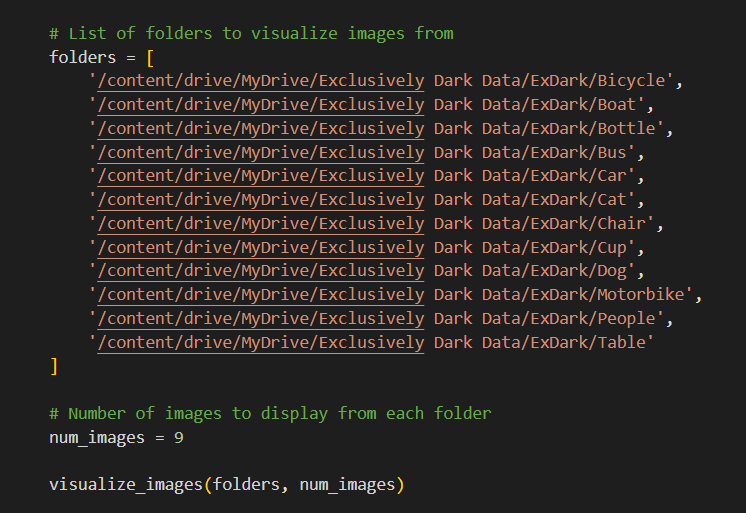 # List of folders to visualize images from
folders = [
    '/content/drive/MyDrive/Exclusively Dark Data/ExDark/Bicycle',
    '/content/drive/MyDrive/Exclusively Dark Data/ExDark/Boat',
    '/content/drive/MyDrive/Exclusively Dark Data/ExDark/Bottle',
    '/content/drive/MyDrive/Exclusively Dark Data/ExDark/Bus',
    '/content/drive/MyDrive/Exclusively Dark Data/ExDark/Car',
    '/content/drive/MyDrive/Exclusively Dark Data/ExDark/Cat',
    '/content/drive/MyDrive/Exclusively Dark Data/ExDark/Chair',
    '/content/drive/MyDrive/Exclusively Dark Data/ExDark/Cup',
    '/content/drive/MyDrive/Exclusively Dark Data/ExDark/Dog',
    '/content/drive/MyDrive/Exclusively Dark Data/ExDark/Motorbike',
    '/content/drive/MyDrive/Exclusively Dark Data/ExDark/People',
    '/content/drive/MyDrive/Exclusively Dark Data/ExDark/Table'
]
# Number of images to display from each folder
num_images = 9
visualize_images(folders, num_images)